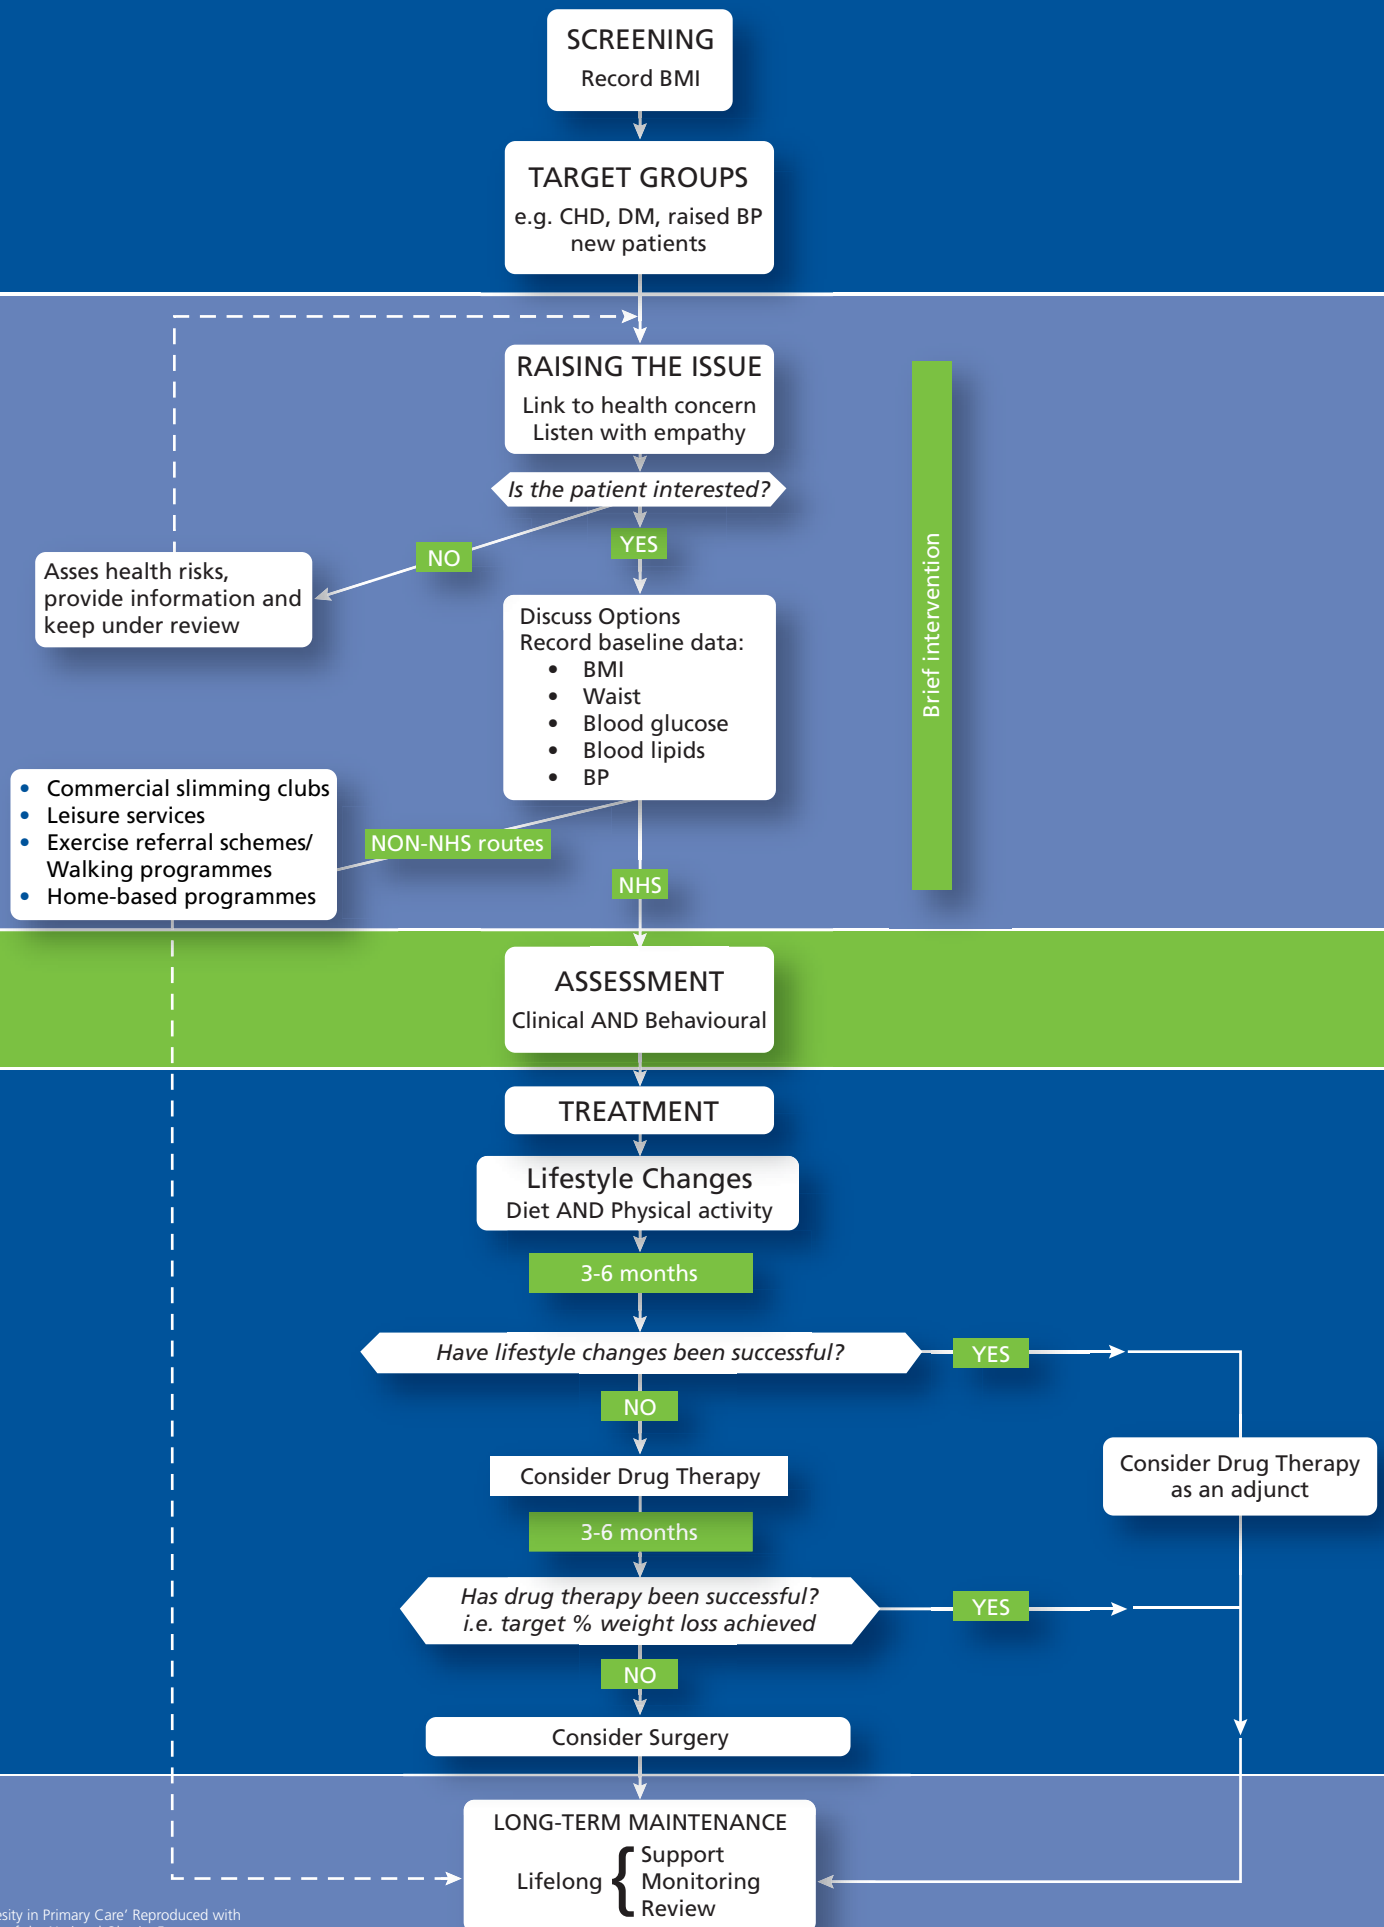 SCREENING
Record BMI
TARGET GROUPS
e.g. CHD, DM, raised BP
new patients
RAISING THE ISSUE
Link to health concern
Listen with empathy
Is the patient interested?
NO
YES
Asses health risks,
provide information and
keep under review
Discuss Options
Record baseline data:
• BMI
• Waist
• Blood glucose
• Blood lipids
• BP
Brief intervention
• Commercial slimming clubs
• Leisure services
• Exercise referral schemes/
Walking programmes
• Home-based programmes
NON-NHS routes
NHS
ASSESSMENT
Clinical AND Behavioural
TREATMENT
Lifestyle Changes
Diet AND Physical activity
3-6 months
Have lifestyle changes been successful?
YES
NO
Consider Drug Therapy
Consider Drug Therapy
as an adjunct
3-6 months
Has drug therapy been successful?
i.e. target % weight loss achieved
YES
NO
Consider Surgery
LONG-TERM MAINTENANCE
Lifelong { Support
Monitoring
Review
in Primary Care’ Reproduced with